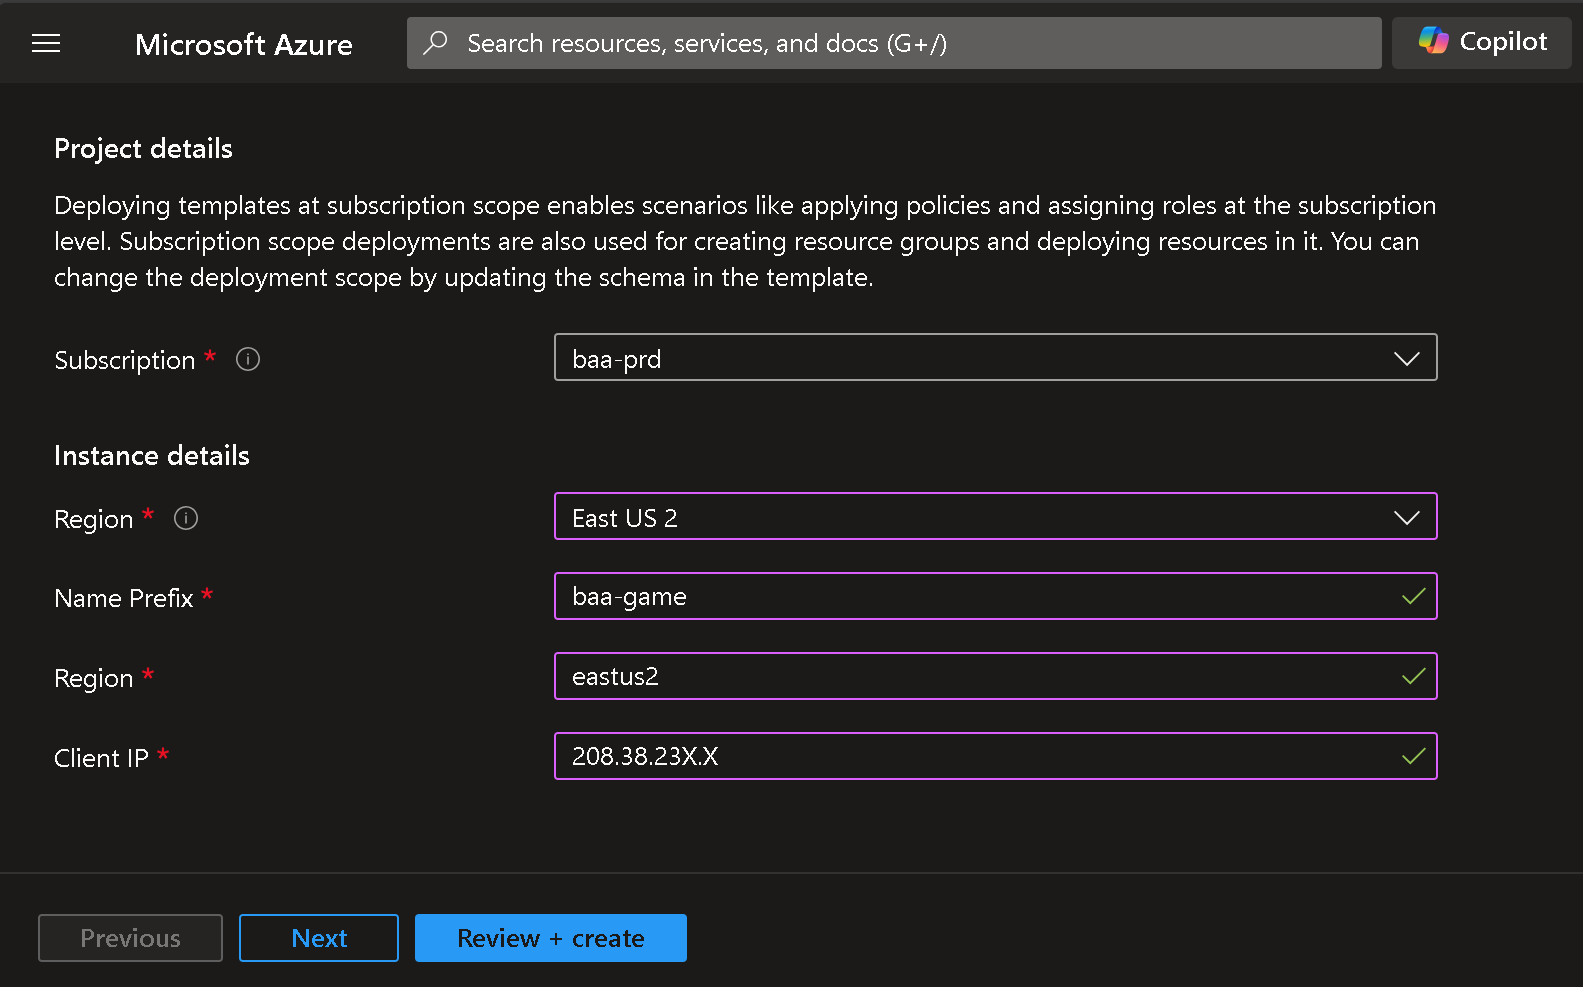 Microsoft Azure
Search resources, services, and docs (G+/)
Copilot
Project details
Deploying templates at subscription scope enables scenarios like applying policies and assigning roles at the subscription
level. Subscription scope deployments are also used for creating resource groups and deploying resources in it. You can
change the deployment scope by updating the schema in the template.
Subscription *
baa-prd
Instance details
Region *
East US 2
Name Prefix *
baa-game
Region *
eastus2
Client IP *
208.38.23X.X
Previous
Next
Review + create